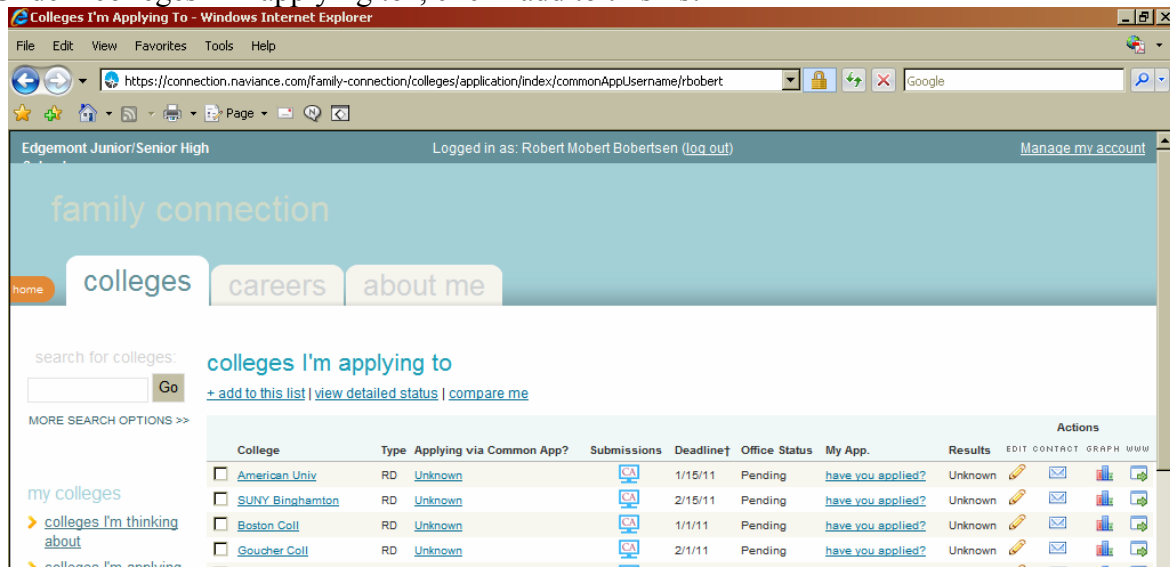 Colleges I'm Applying To - Windows Internet Explorer
File Edit View Favorites Tools Help
https://connection.naviance.com/family-connection/colleges/application/index/commonAppUsername/rbobert
Google
Page
Edgemont Junior/Senior High
Logged in as: Robert Mobert Bobertsen (log out)
Manage my account
family connection
home
colleges
careers
about me
search for colleges:
Go
MORE SEARCH OPTIONS >>
my colleges
colleges I'm thinking
about
colleges I'm applying
colleges I'm applying to
+ add to this list | view detailed status | compare me
Actions
College Type Applying via Common App? Submissions Deadline† Office Status My App. Results EDIT CONTACT GRAPH WWW
American Univ RD Unknown CA 1/15/11 Pending have you applied? Unknown
SUNY Binghamton RD Unknown CA 2/15/11 Pending have you applied? Unknown
Boston Coll RD Unknown CA 1/1/11 Pending have you applied? Unknown
Goucher Coll RD Unknown CA 2/1/11 Pending have you applied? Unknown